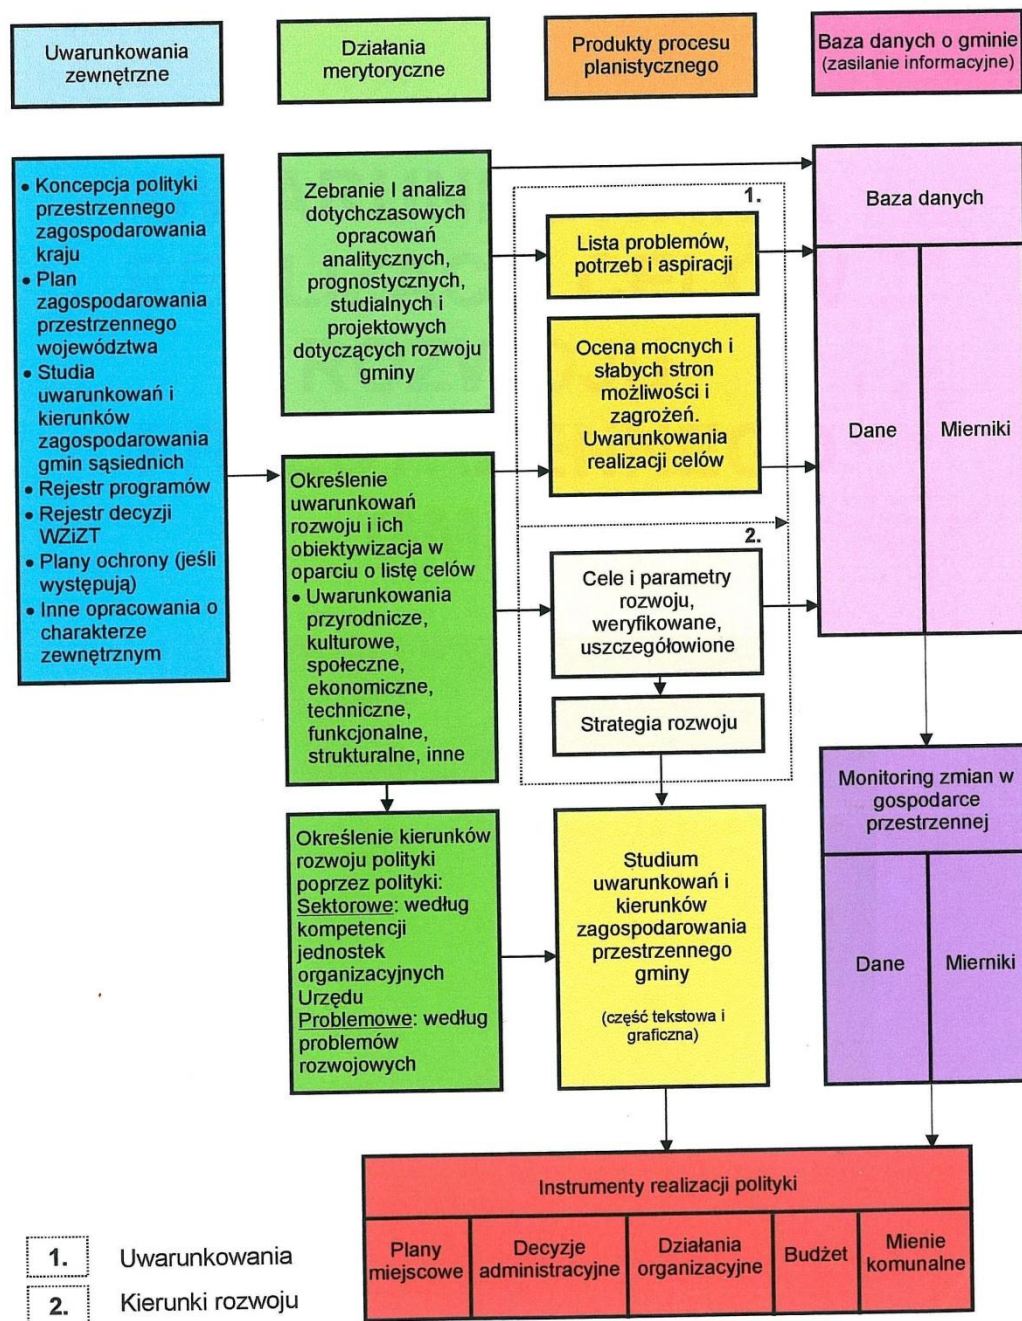 Uwarunkowania
zewnętrzne
Działania
merytoryczne
Produkty procesu
planistycznego
Baza danych o gminie
(zasilanie informacyjne)
• Koncepcja polityki
przestrzennego
zagospodarowania
kraju
• Plan
zagospodarowania
przestrzennego
województwa
• Studia
uwarunkowań i
kierunków
zagospodarowania
gmin sąsiednich
• Rejestr programów
• Rejestr decyzji
WZiZT
• Plany ochrony (jeśli
występują)
• Inne opracowania o
charakterze
zewnętrznym
Zebranie I analiza
dotychczasowych
opracowań
analitycznych,
prognostycznych,
studialnych i
projektowych
dotyczących rozwoju
gminy
Określenie
uwarunkowań
rozwoju i ich
obiektywizacja w
oparciu o listę celów
• Uwarunkowania
przyrodnicze,
kulturowe,
społeczne,
ekonomiczne,
techniczne,
funkcjonalne,
strukturalne, inne
Określenie kierunków
rozwoju polityki
poprzez polityki:
Sektorowe: według
kompetencji
jednostek
organizacyjnych
Urzędu
Problemowe: według
problemów
rozwojowych
1.
Lista problemów,
potrzeb i aspiracji
Ocena mocnych i
słabych stron
możliwości i
zagrożeń.
Uwarunkowania
realizacji celów
2.
Cele i parametry
rozwoju,
weryfikowane,
uszczegółowione
Strategia rozwoju
Studium
uwarunkowań i
kierunków
zagospodarowania
przestrzennego
gminy
(część tekstowa i
graficzna)
Baza danych
Dane
Mierniki
Monitoring zmian w
gospodarce
przestrzennej
Dane
Mierniki
Instrumenty realizacji polityki
Plany
miejscowe
Decyzje
administracyjne
Działania
organizacyjne
Budżet
Mienie
komunalne
1.
Uwarunkowania
2.
Kierunki rozwoju